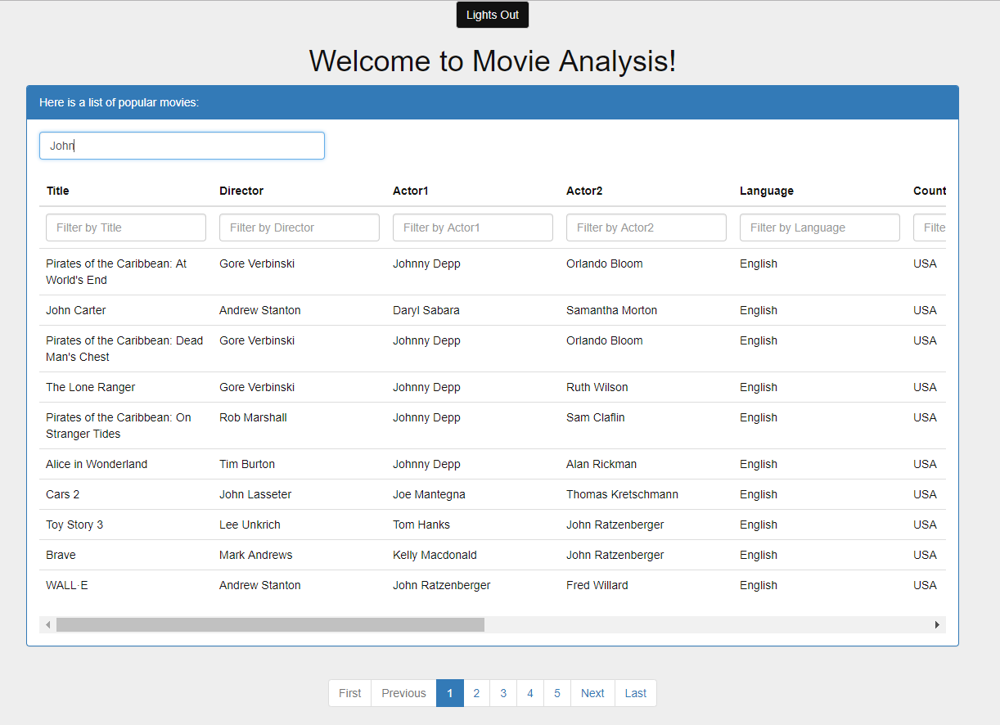 Lights Out
Welcome to Movie Analysis!
Here is a list of popular movies:
John
Title Director Actor1 Actor2 Language Count
Filter by Title Filter by Director Filter by Actor1 Filter by Actor2 Filter by Language Filte
Pirates of the Caribbean: At Gore Verbinski Johnny Depp Orlando Bloom English USA
World's End
John Carter Andrew Stanton Daryl Sabara Samantha Morton English USA
Pirates of the Caribbean: Dead Gore Verbinski Johnny Depp Orlando Bloom English USA
Man's Chest
The Lone Ranger Gore Verbinski Johnny Depp Ruth Wilson English USA
Pirates of the Caribbean: On Rob Marshall Johnny Depp Sam Claflin English USA
Stranger Tides
Alice in Wonderland Tim Burton Johnny Depp Alan Rickman English USA
Cars 2 John Lasseter Joe Mantegna Thomas Kretschmann English USA
Toy Story 3 Lee Unkrich Tom Hanks John Ratzenberger English USA
Brave Mark Andrews Kelly Macdonald John Ratzenberger English USA
WALL·E Andrew Stanton John Ratzenberger Fred Willard English USA
First Previous 1 2 3 4 5 Next Last